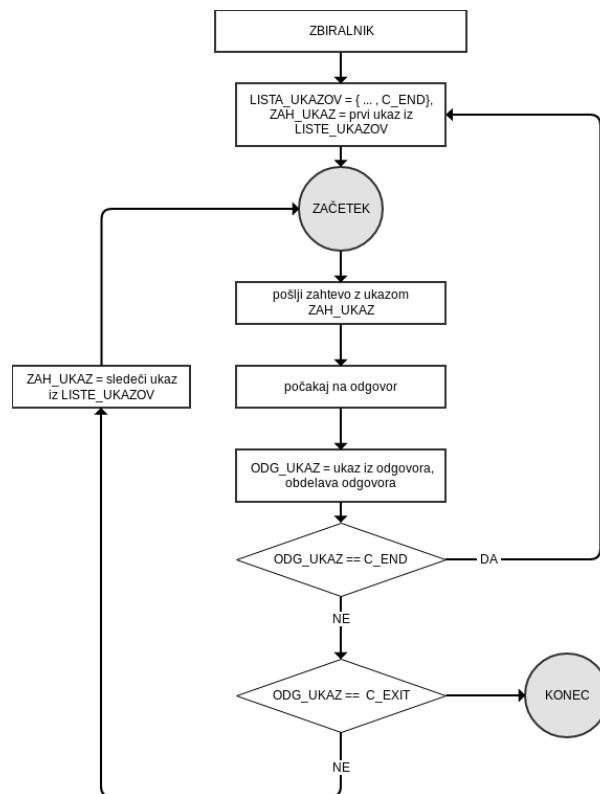 ZBIRALNIK
LISTA_UKAZOV = { ... , C_END},
ZAH_UKAZ = prvi ukaz iz
LISTE_UKAZOV
ZAČETEK
pošlji zahtevo z ukazom
ZAH_UKAZ
ZAH_UKAZ = sledeči ukaz
iz LISTE_UKAZOV
počakaj na odgovor
ODG_UKAZ = ukaz iz odgovora,
obdelava odgovora
ODG_UKAZ == C_END
DA
NE
ODG_UKAZ == C_EXIT
KONEC
NE